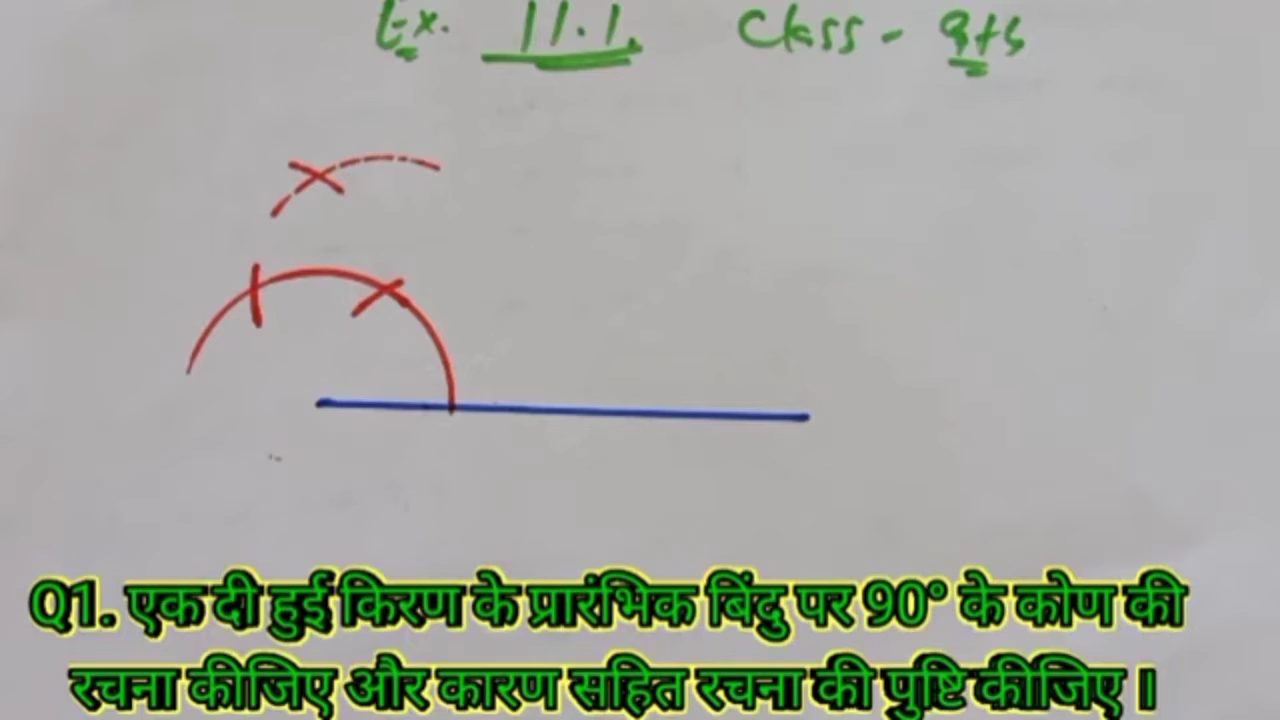 Ex. 11.1. Class - 9th
Q1. एक दी हुई किरण के प्रारंभिक बिंदु पर 90° के कोण की
रचना कीजिए और कारण सहित रचना की पुष्टि कीजिए ।